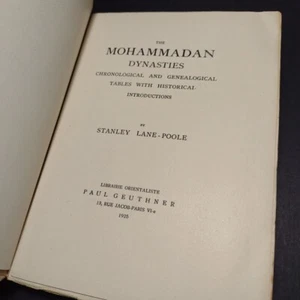 THE
MOHAMMADAN
DYNASTIES
CHRONOLOGICAL AND GENEALOGICAL
TABLES WITH HISTORICAL
INTRODUCTIONS
BY
STANLEY LANE-POOLE
LIBRAIRIE ORIENTALISTE
PAUL GEUTHNER
13, RUE JACOB-PARIS VIe
1925